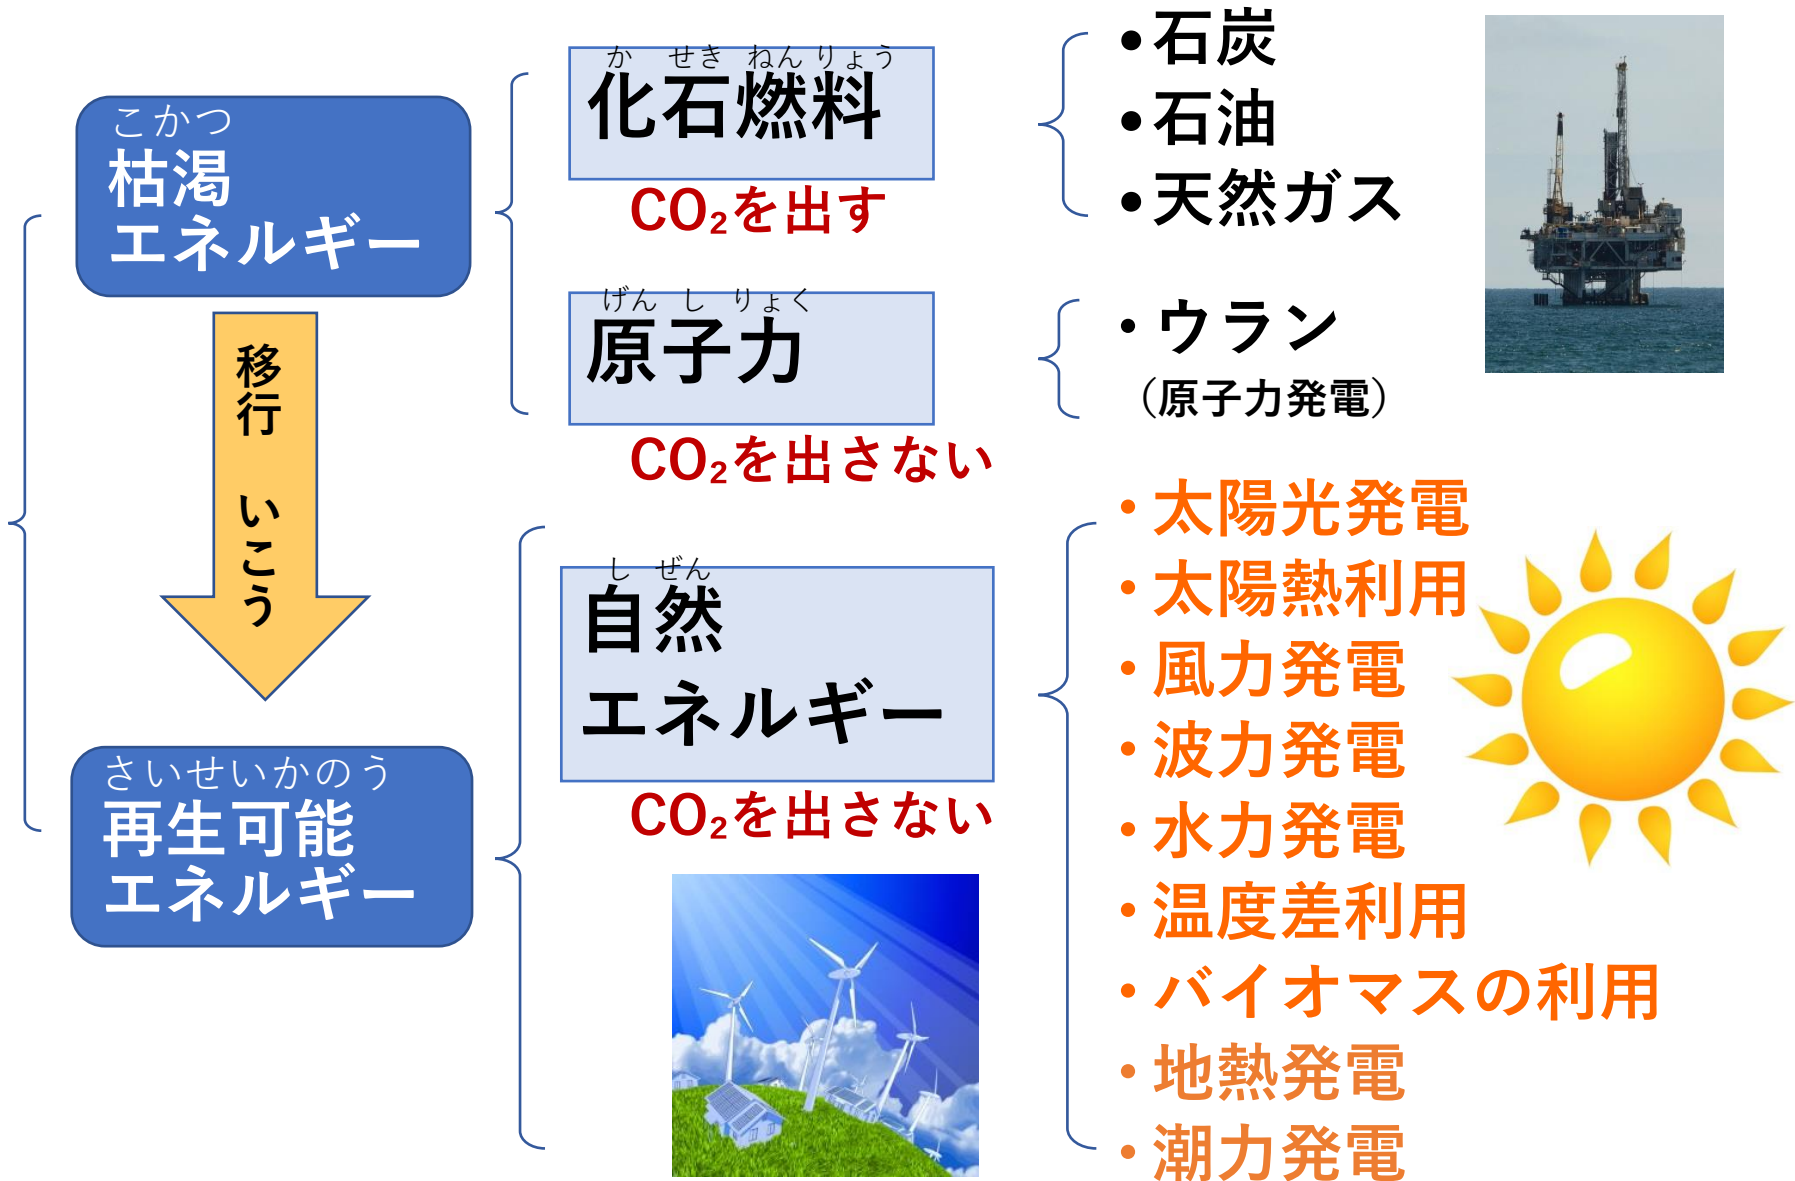 こかつ
枯渇
エネルギー
移行 いこう
さいせいかのう
再生可能
エネルギー
か せき ねん りょう
化石燃料
CO₂を出す
げん し りょく
原子力
CO₂を出さない
し ぜん
自然
エネルギー
CO₂を出さない
•石炭
•石油
•天然ガス
・ウラン
（原子力発電）
・太陽光発電
・太陽熱利用
・風力発電
・波力発電
・水力発電
・温度差利用
・バイオマスの利用
・地熱発電
・潮力発電